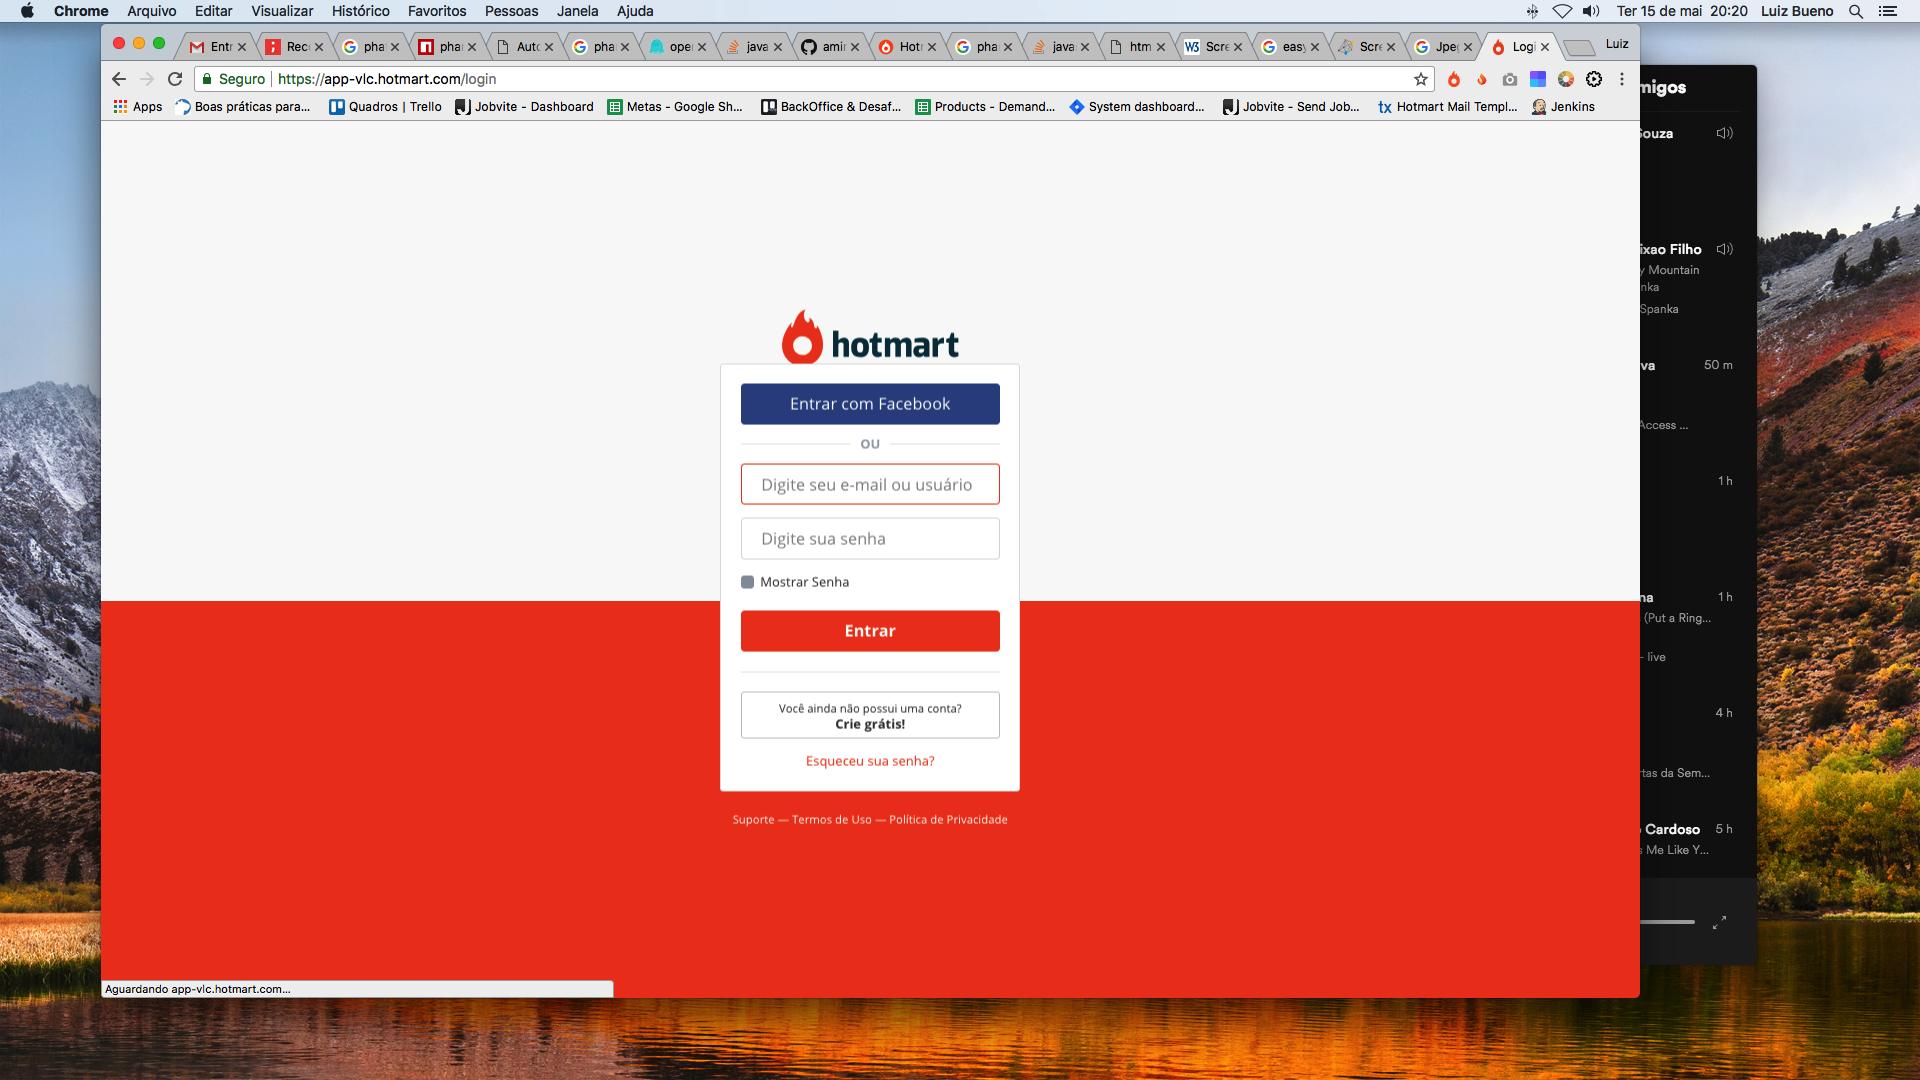 Chrome Arquivo Editar Visualizar Histórico Favoritos Pessoas Janela Ajuda Ter 15 de mai 20:20 Luiz Bueno
Entr Rec pha pha Auto pha ope java ami Hot pha java htm Scre easy Scre Jpe Logi Luiz
Seguro https://app-vlc.hotmart.com/login
Apps Boas práticas para... Quadros | Trello Jobvite - Dashboard Metas - Google Sh... BackOffice & Desaf... Products - Demand... System dashboard... Jobvite - Send Job... Hotmart Mail Templ... Jenkins
migos
Souza
ixao Filho
y Mountain
nka
Spanka
hotmart
va 50 m
Entrar com Facebook
Access ...
OU
1 h
Digite seu e-mail ou usuário
Digite sua senha
Mostrar Senha
na 1 h
(Put a Ring...
Entrar
- live
Você ainda não possui uma conta?
Crie grátis!
4 h
Esqueceu sua senha?
rtas da Sem...
Suporte — Termos de Uso — Política de Privacidade
Cardoso 5 h
s Me Like Y...
Aguardando app-vlc.hotmart.com...